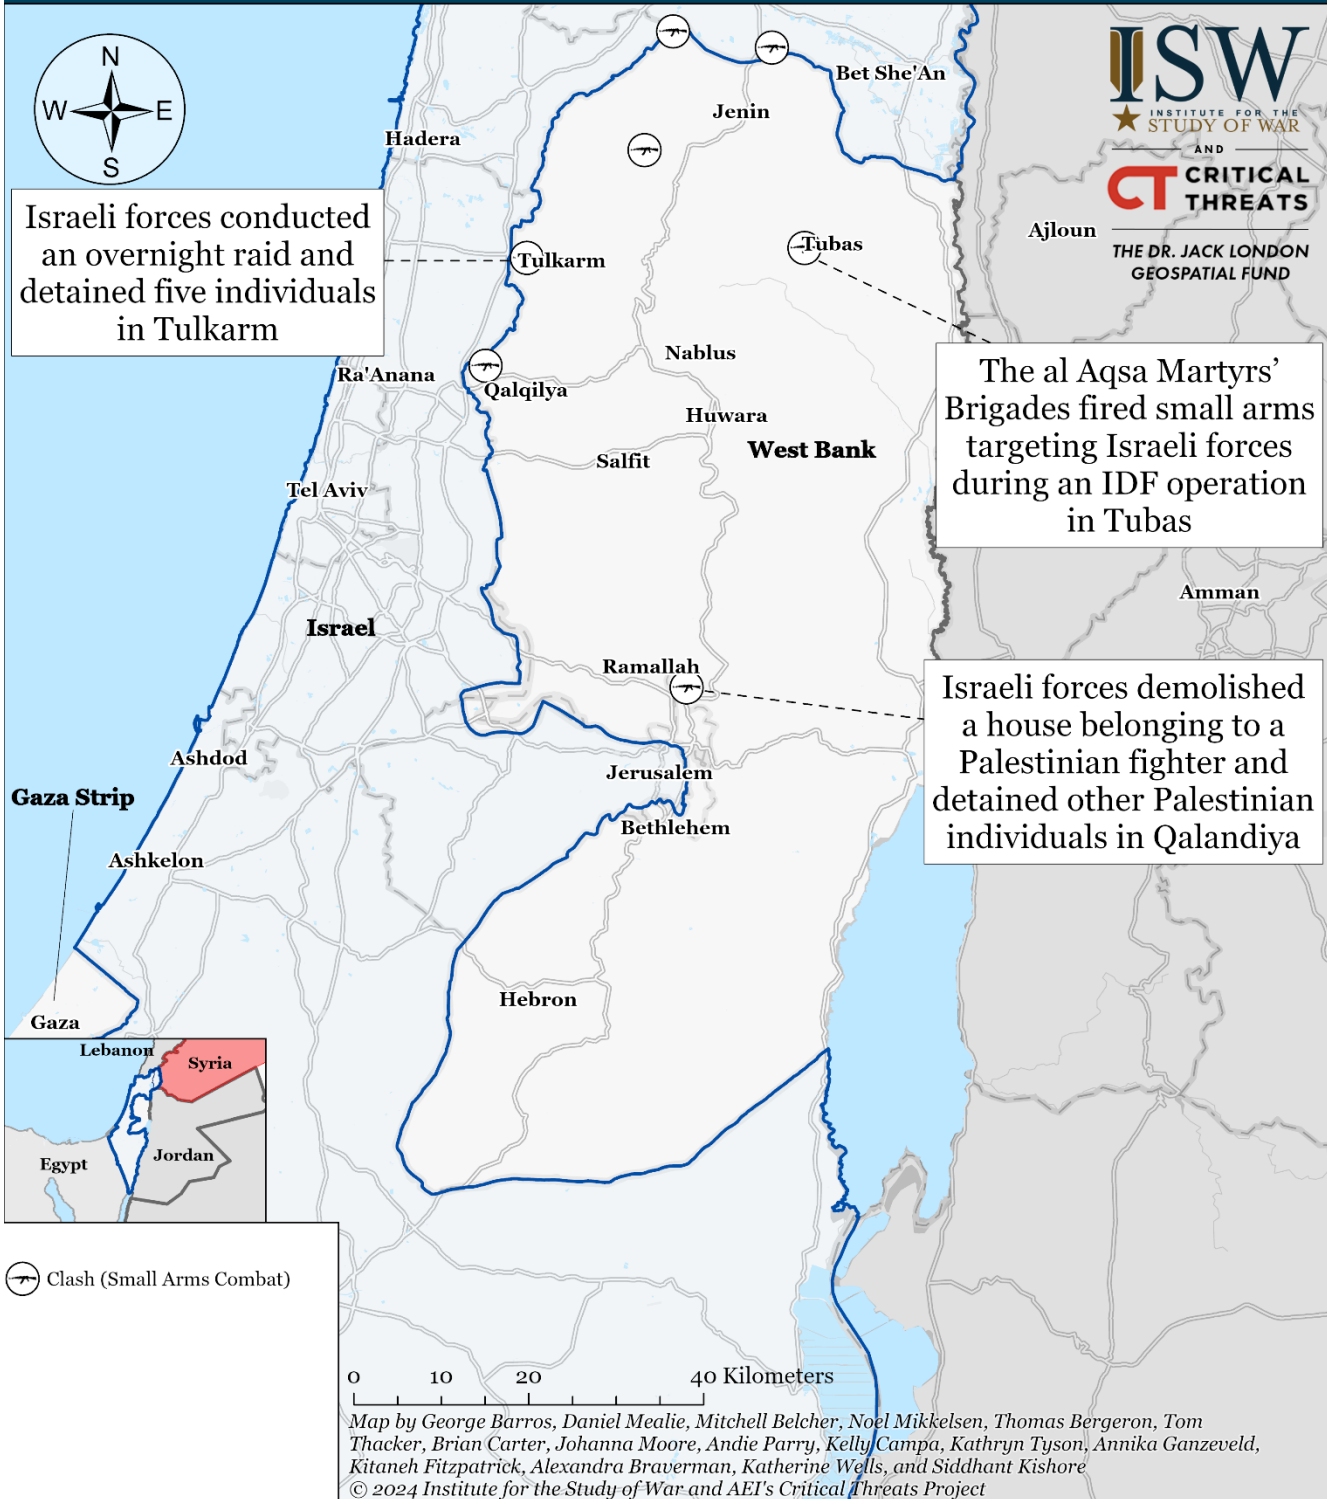 N
W
E
S
ISW
INSTITUTE FOR THE
STUDY OF WAR
AND
CT CRITICAL
THREATS
THE DR. JACK LONDON
GEOSPATIAL FUND
Bet She'An
Jenin
Hadera
Ajloun
Israeli forces conducted
an overnight raid and
detained five individuals
in Tulkarm
Tulkarm
Tubas
Nablus
Ra'Anana
Qalqilya
Huwara
West Bank
Salfit
The al Aqsa Martyrs’
Brigades fired small arms
targeting Israeli forces
during an IDF operation
in Tubas
Tel Aviv
Amman
Israel
Ramallah
Israeli forces demolished
a house belonging to a
Palestinian fighter and
detained other Palestinian
individuals in Qalandiya
Ashdod
Jerusalem
Gaza Strip
Bethlehem
Ashkelon
Hebron
Gaza
Lebanon
Syria
Jordan
Egypt
Clash (Small Arms Combat)
0 10 20 40 Kilometers
Map by George Barros, Daniel Mealie, Mitchell Belcher, Noel Mikkelsen, Thomas Bergeron, Tom
Thacker, Brian Carter, Johanna Moore, Andie Parry, Kelly Campa, Kathryn Tyson, Annika Ganzeveld,
Kitaneh Fitzpatrick, Alexandra Braverman, Katherine Wells, and Siddhant Kishore
© 2024 Institute for the Study of War and AEI's Critical Threats Project